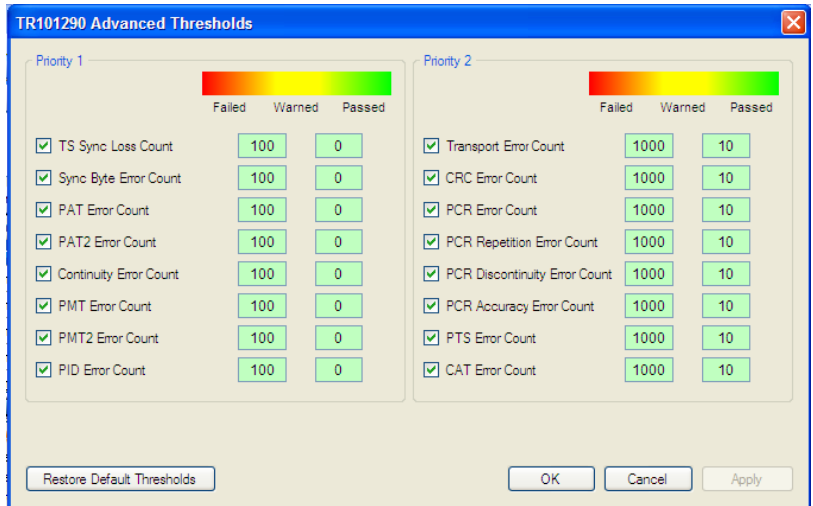 TR101290 Advanced Thresholds
Priority 1
Failed Warned Passed
TS Sync Loss Count 100 0
Sync Byte Error Count 100 0
PAT Error Count 100 0
PAT2 Error Count 100 0
Continuity Error Count 100 0
PMT Error Count 100 0
PMT2 Error Count 100 0
PID Error Count 100 0
Priority 2
Failed Warned Passed
Transport Error Count 1000 10
CRC Error Count 1000 10
PCR Error Count 1000 10
PCR Repetition Error Count 1000 10
PCR Discontinuity Error Count 1000 10
PCR Accuracy Error Count 1000 10
PTS Error Count 1000 10
CAT Error Count 1000 10
Restore Default Thresholds
OK
Cancel
Apply